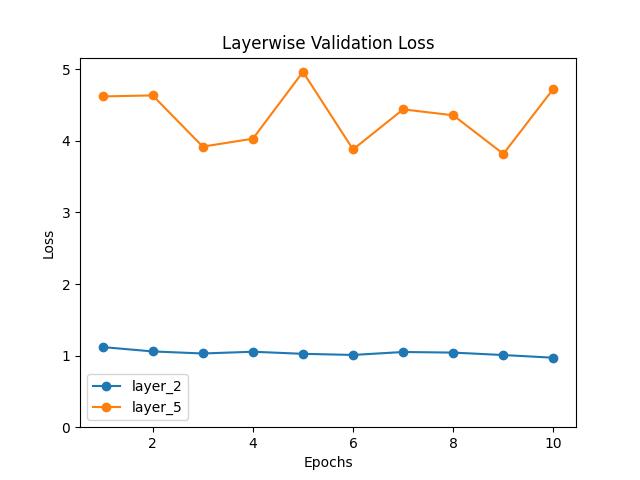 Layerwise Validation Loss
5
4
3
2
1
0
Loss
layer_2
layer_5
2 4 6 8 10
Epochs